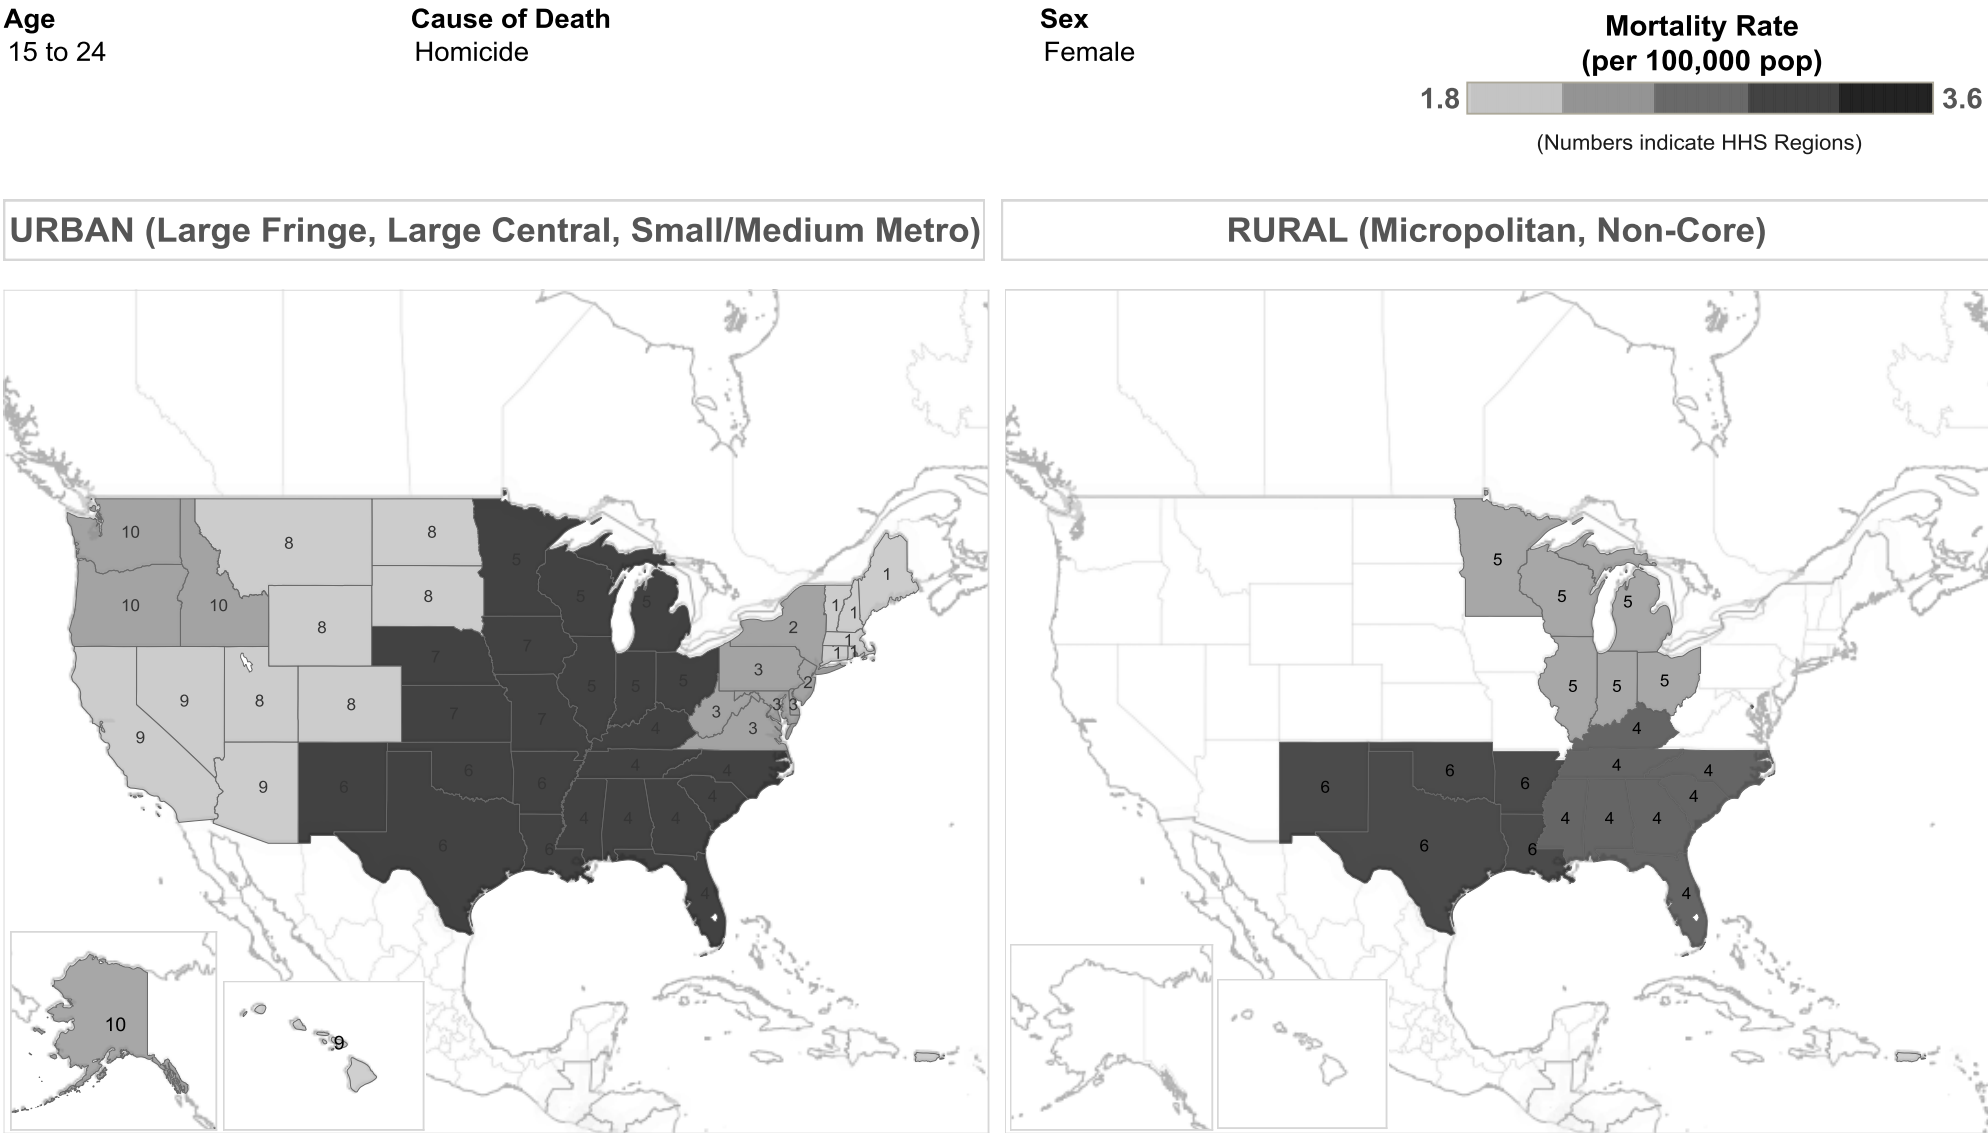 Age
15 to 24
Cause of Death
Homicide
Sex
Female
Mortality Rate
(per 100,000 pop)
1.8 3.6
(Numbers indicate HHS Regions)
URBAN (Large Fringe, Large Central, Small/Medium Metro)
RURAL (Micropolitan, Non-Core)
10 8 8 5 1
10 10 8 8 5 5 1 1
7 7 2 1
9 8 8 7 7 5 5 5 3 2 1 1
9 4 3 3 3 3
9 6 6 6 4 4 4
6 6 4 4 4
4
10
9
5
5 5
5 5 5
4
6 6 6 4 4 4
6 6 4 4 4
4